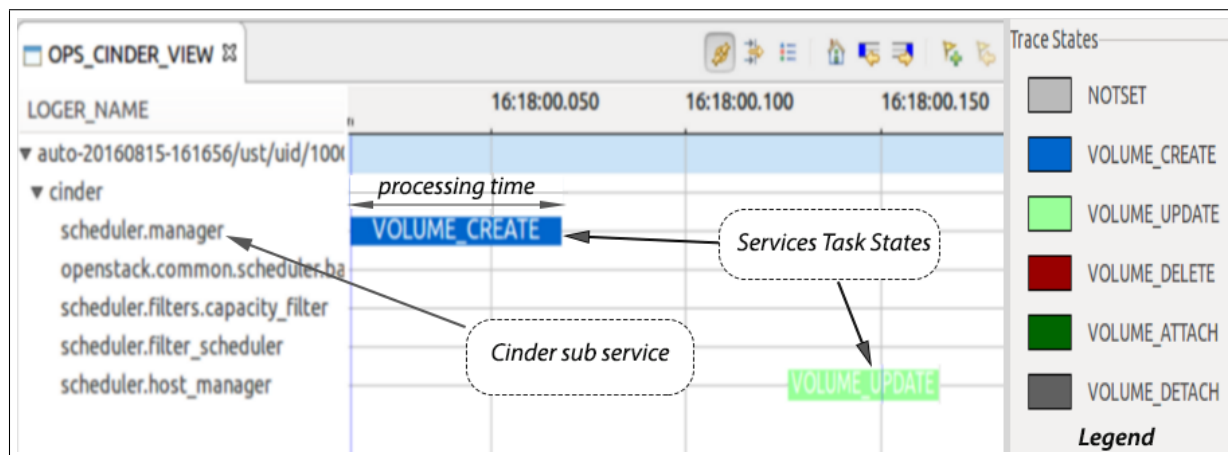 OPS_CINDER_VIEW
LOGER_NAME
16:18:00.050 16:18:00.100 16:18:00.150
auto-20160815-161656/ust/uid/100
cinder
processing time
scheduler.manager
VOLUME_CREATE
Services Task States
openstack.common.scheduler.ba
scheduler.filters.capacity_filter
scheduler.filter_scheduler
Cinder sub service
scheduler.host_manager
VOLUME_UPDATE
Trace States
NOTSET
VOLUME_CREATE
VOLUME_UPDATE
VOLUME_DELETE
VOLUME_ATTACH
VOLUME_DETACH
Legend